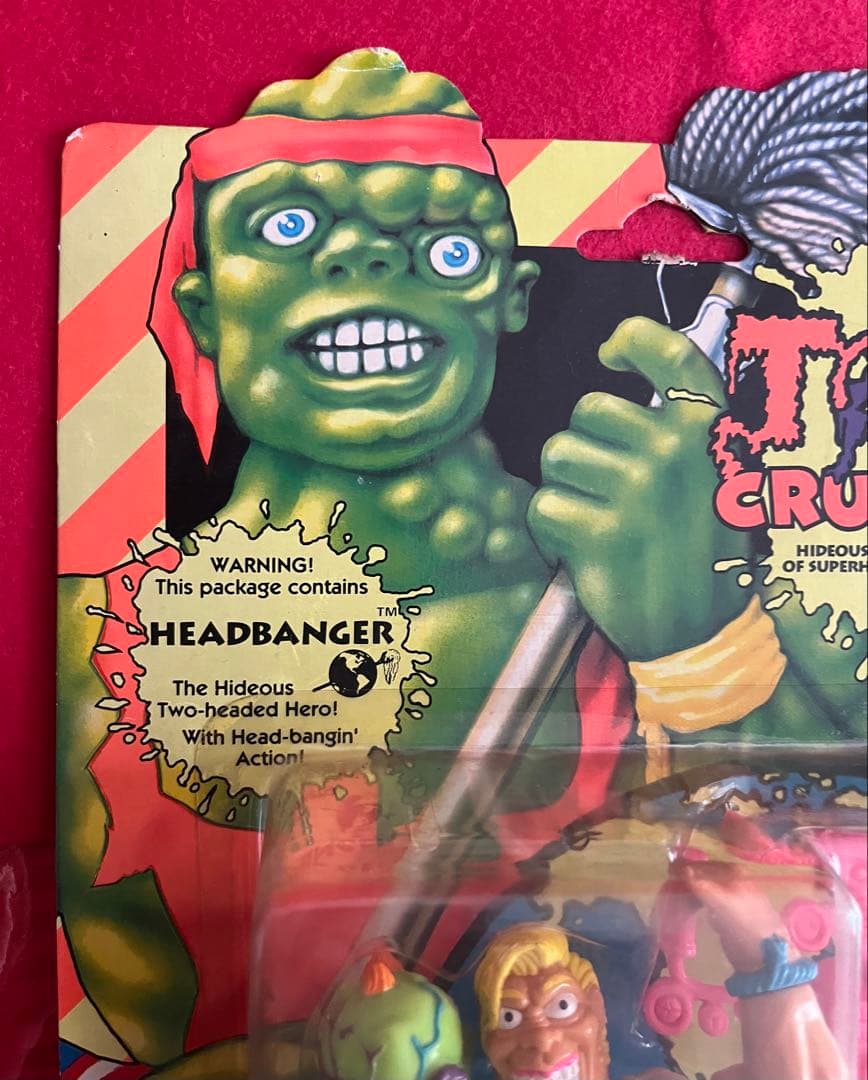 WARNING!
This package contains
HEADBANGER™
The Hideous
Two-headed Hero!
With Head-bangin'
Action!
CRU
HIDEOUS
OF SUPERH